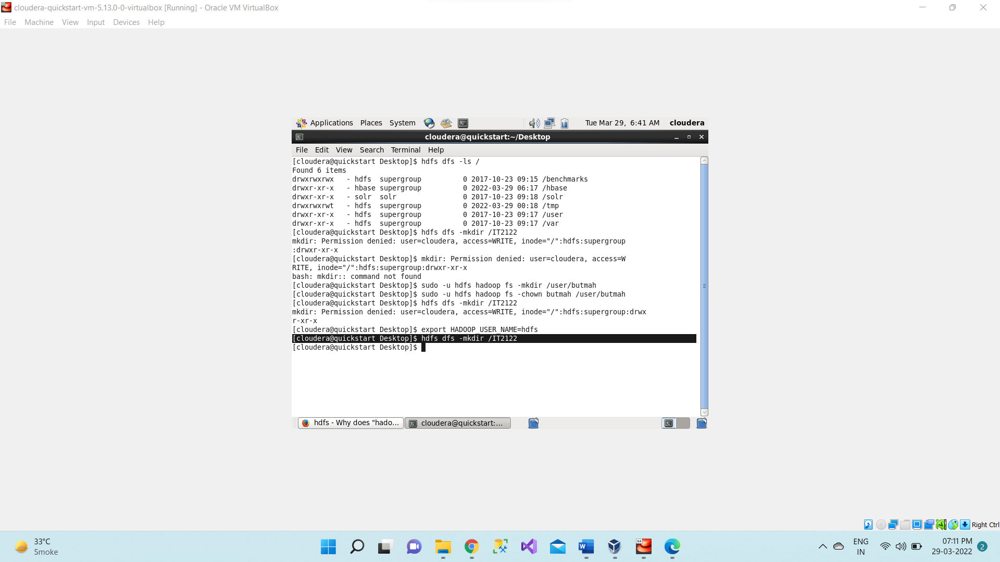 cloudera-quickstart-vm-5.13.0-0-virtualbox [Running] - Oracle VM VirtualBox
File Machine View Input Devices Help
Applications Places System Tue Mar 29, 6:41 AM cloudera
cloudera@quickstart:~/Desktop
File Edit View Search Terminal Help
[cloudera@quickstart Desktop]$ hdfs dfs -ls /
Found 6 items
drwxrwxrwx   - hdfs  supergroup          0 2017-10-23 09:15 /benchmarks
drwxr-xr-x   - hbase supergroup          0 2022-03-29 06:17 /hbase
drwxr-xr-x   - solr  solr                0 2017-10-23 09:18 /solr
drwxrwxrwt   - hdfs  supergroup          0 2022-03-29 00:18 /tmp
drwxr-xr-x   - hdfs  supergroup          0 2017-10-23 09:17 /user
drwxr-xr-x   - hdfs  supergroup          0 2017-10-23 09:17 /var
[cloudera@quickstart Desktop]$ hdfs dfs -mkdir /IT2122
mkdir: Permission denied: user=cloudera, access=WRITE, inode="/":hdfs:supergroup
:drwxr-xr-x
[cloudera@quickstart Desktop]$ mkdir: Permission denied: user=cloudera, access=W
RITE, inode="/":hdfs:supergroup:drwxr-xr-x
bash: mkdir:: command not found
[cloudera@quickstart Desktop]$ sudo -u hdfs hadoop fs -mkdir /user/butmah
[cloudera@quickstart Desktop]$ sudo -u hdfs hadoop fs -chown butmah /user/butmah
[cloudera@quickstart Desktop]$ hdfs dfs -mkdir /IT2122
mkdir: Permission denied: user=cloudera, access=WRITE, inode="/":hdfs:supergroup:drwx
r-xr-x
[cloudera@quickstart Desktop]$ export HADOOP_USER_NAME=hdfs
[cloudera@quickstart Desktop]$ hdfs dfs -mkdir /IT2122
[cloudera@quickstart Desktop]$
hdfs - Why does "hado... cloudera@quickstart:...
Right Ctrl
33°C
Smoke
64
ENG
IN
07:11 PM
29-03-2022
2